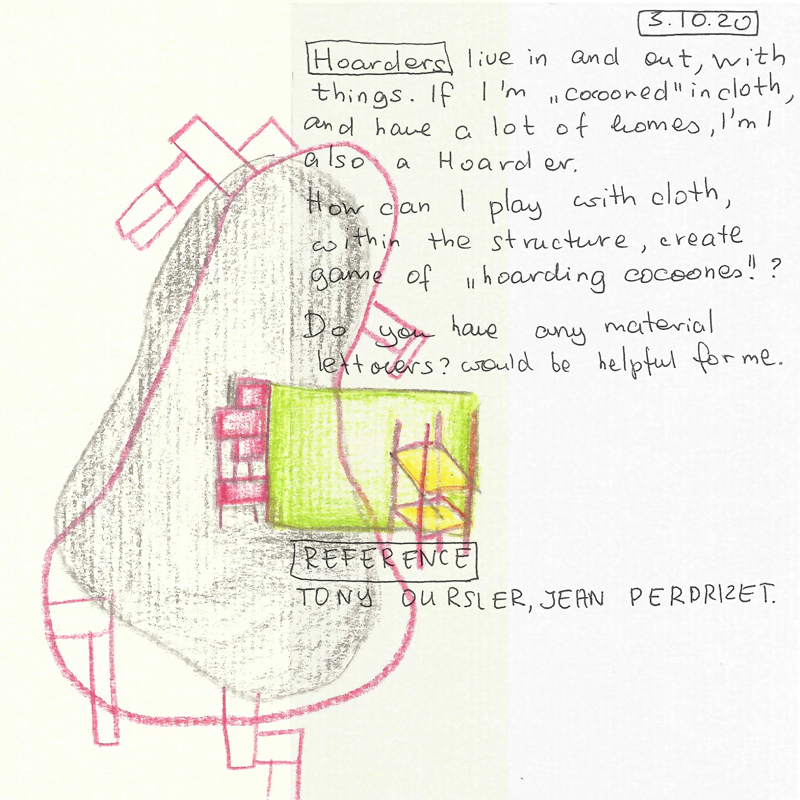 3.10.20
Hoarders live in and out, with
things. If I'm „cocooned" in cloth,
and have a lot of homes, I'm I
also a Hoarder.
How can I play with cloth,
within the structure, create
game of „hoarding cocoones!" ?
Do you have any material
leftovers? would be helpful for me.
REFERENCE
TONY OURSLER, JEAN PERDRIZET.